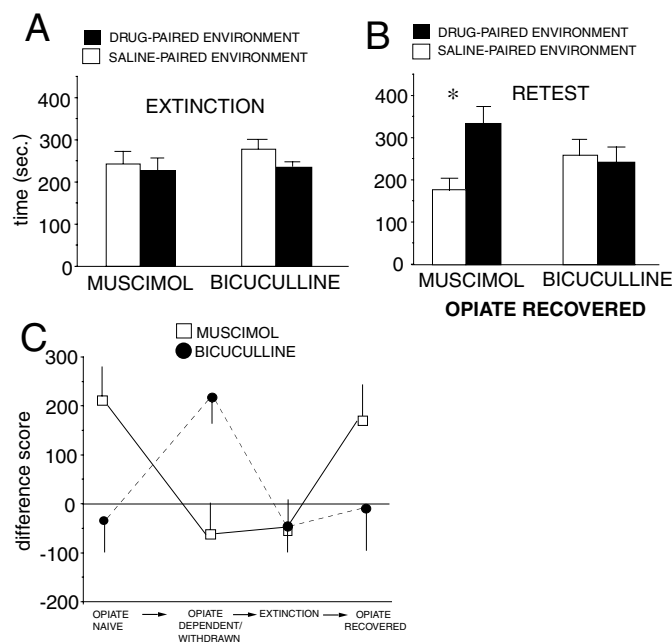 A
DRUG-PAIRED ENVIRONMENT
SALINE-PAIRED ENVIRONMENT
EXTINCTION
time (sec.)
400
300
200
100
0
MUSCIMOL BICUCULLINE
B
DRUG-PAIRED ENVIRONMENT
SALINE-PAIRED ENVIRONMENT
* RETEST
400
300
200
100
0
MUSCIMOL BICUCULLINE
OPIATE RECOVERED
C
MUSCIMOL
BICUCULLINE
difference score
300
200
100
0
-100
-200
OPIATE NAIVE
OPIATE DEPENDENT/ WITHDRAWN
EXTINCTION
OPIATE RECOVERED